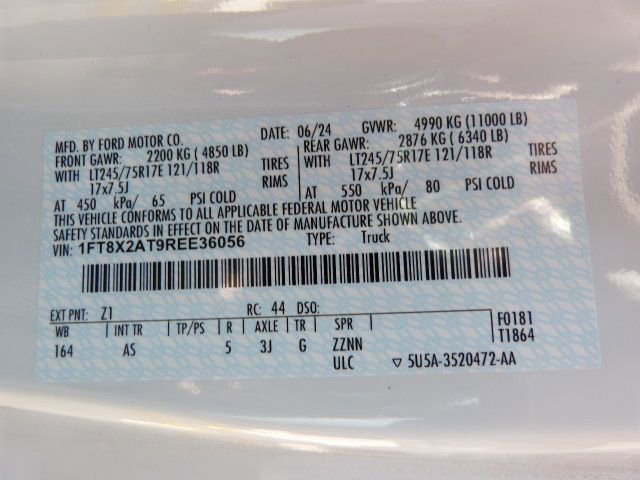 MFD. BY FORD MOTOR CO. DATE: 06/24 GVWR: 4990 KG (11000 LB)
FRONT GAWR: 2200 KG (4850 LB) REAR GAWR: 2876 KG (6340 LB)
WITH LT245/75R17E 121/118R TIRES WITH LT245/75R17E 121/118R TIRES
17x7.5J RIMS 17x7.5J RIMS
AT 450 kPa/ 65 PSI COLD AT 550 kPa/ 80 PSI COLD
THIS VEHICLE CONFORMS TO ALL APPLICABLE FEDERAL MOTOR VEHICLE
SAFETY STANDARDS IN EFFECT ON THE DATE OF MANUFACTURE SHOWN ABOVE.
VIN: 1FT8X2AT9REE36056 TYPE: Truck
EXT PNT: Z1 RC: 44 DSO: F0181
WB INT TR TP/PS R AXLE TR SPR T1864
164 AS 5 3J G ZZNN
ULC ▽ 5U5A-3520472-AA